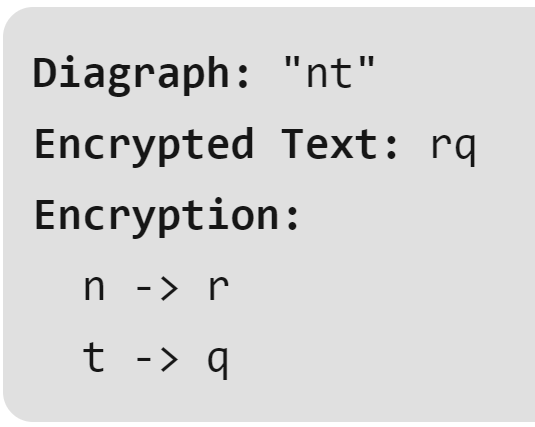 Diagraph: "nt"
Encrypted Text: rq
Encryption:
n -> r
t -> q